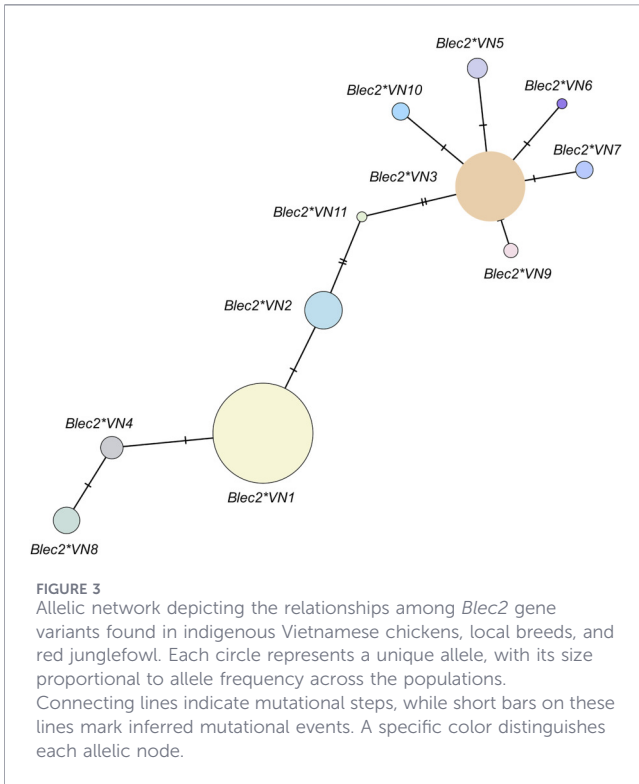 Blec2*VN5
Blec2*VN6
Blec2*VN10
Blec2*VN7
Blec2*VN3
Blec2*VN11
Blec2*VN9
Blec2*VN2
Blec2*VN4
Blec2*VN1
Blec2*VN8
FIGURE 3
Allelic network depicting the relationships among Blec2 gene
variants found in indigenous Vietnamese chickens, local breeds, and
red junglefowl. Each circle represents a unique allele, with its size
proportional to allele frequency across the populations.
Connecting lines indicate mutational steps, while short bars on these
lines mark inferred mutational events. A specific color distinguishes
each allelic node.